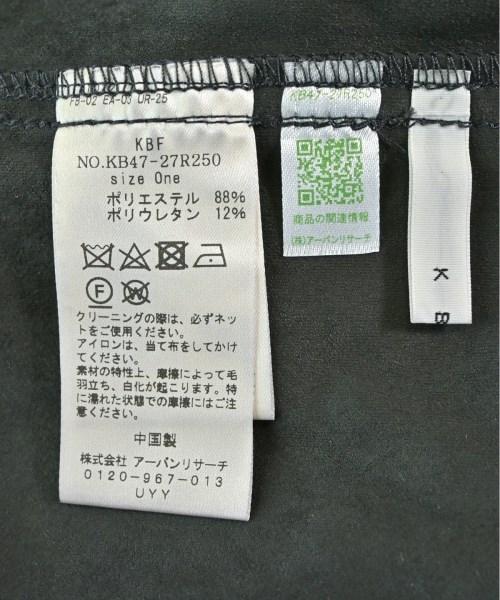 FB-02 EA-03 UR-25
KBF
NO.KB47-27R250
size One
ポリエステル 88%
ポリウレタン 12%
F W
クリーニングの際は、必ずネッ
トをご使用ください。
アイロンは、当て布をしてかけ
てください。
素材の特性上、摩擦によって毛
羽立ち、白化が起こります。特
に濡れた状態での摩擦にはご注
意ください。
中国製
株式会社 アーバンリサーチ
0120-967-013
UYY
KB47-27R250
商品の関連情報
(株)アーバンリサーチ
K B